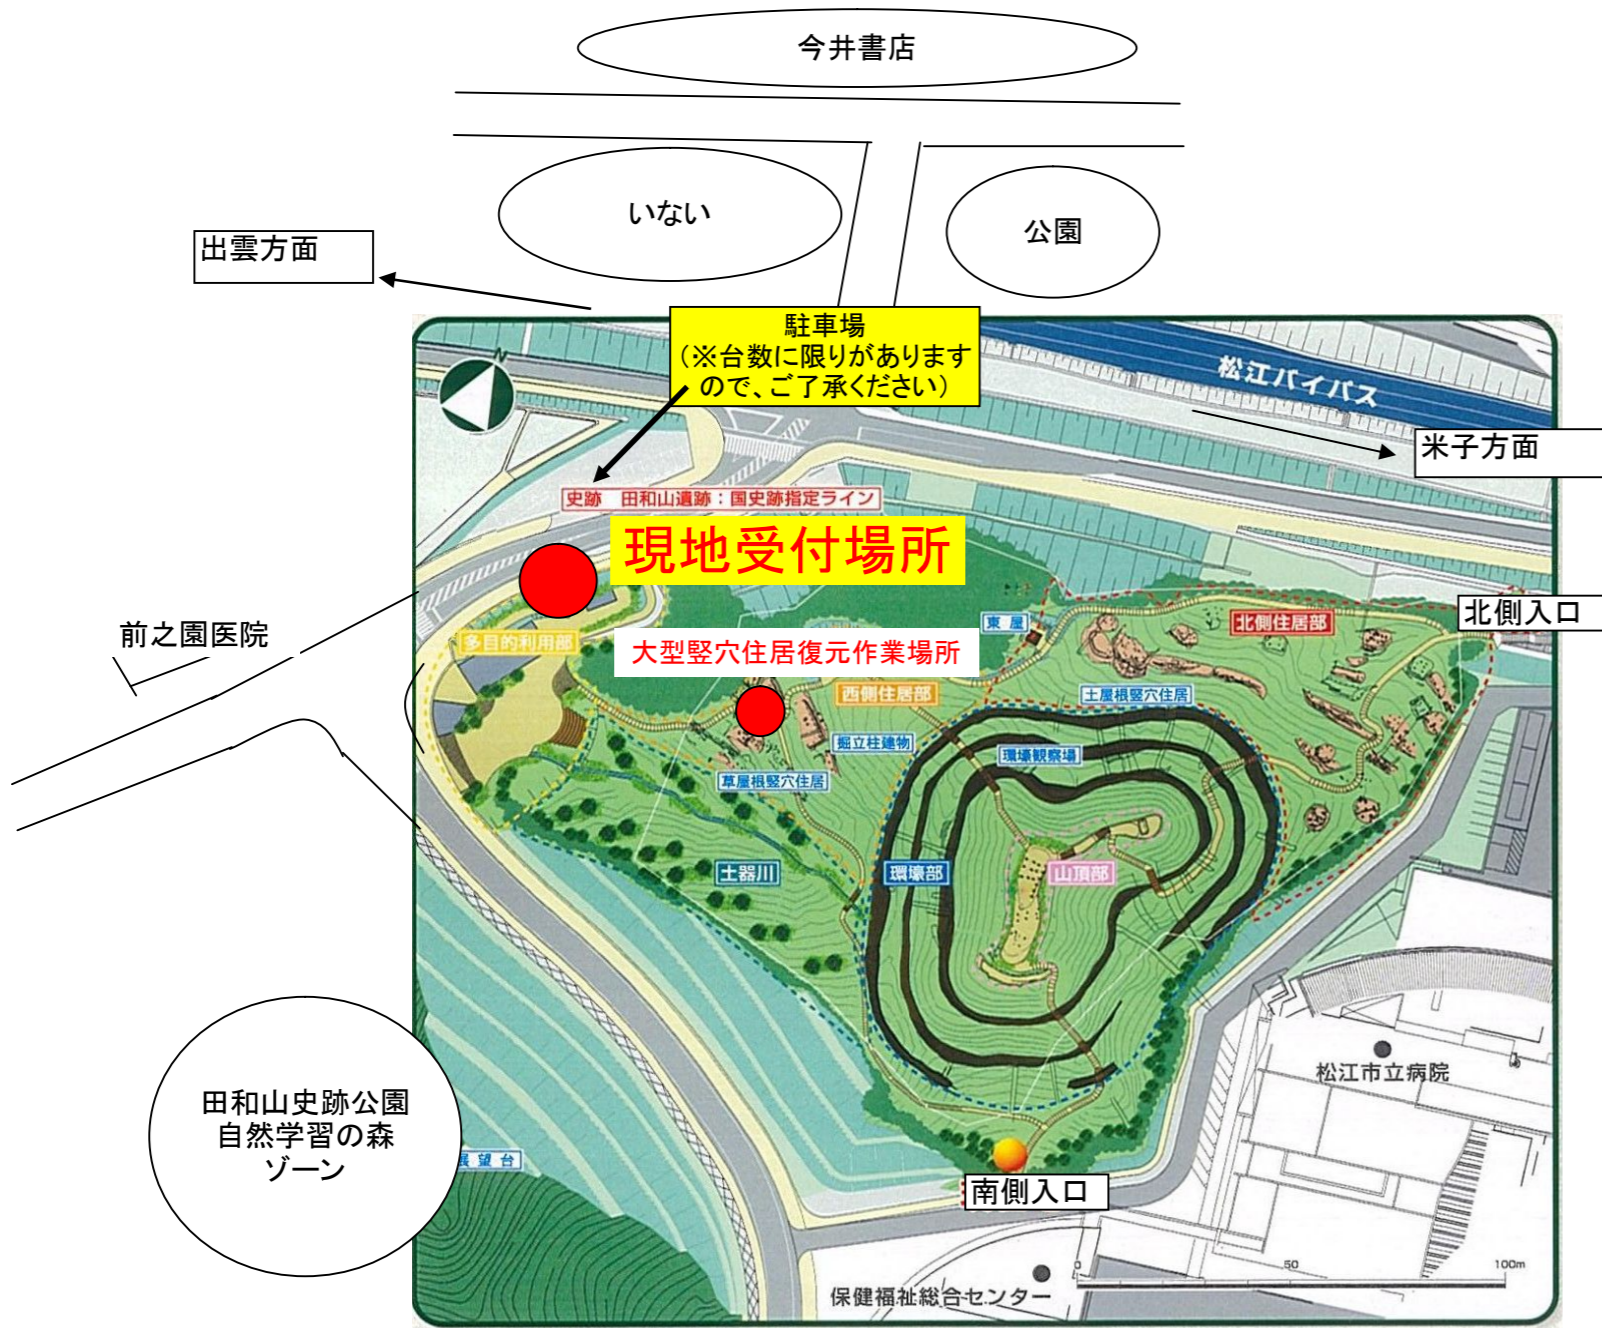 今井書店
いない
公園
出雲方面
駐車場
（※台数に限りがあります
ので、ご了承ください）
N
松江バイパス
米子方面
史跡　田和山遺跡：国史跡指定ライン
現地受付場所
北側入口
東屋
北側住居部
前之園医院
多目的利用部
大型竪穴住居復元作業場所
西側住居部
土屋根竪穴住居
掘立柱建物
環壕観察場
草屋根竪穴住居
土器川
環壕部
山頂部
松江市立病院
田和山史跡公園
自然学習の森
ゾーン
展望台
南側入口
0 50 100m
保健福祉総合センター